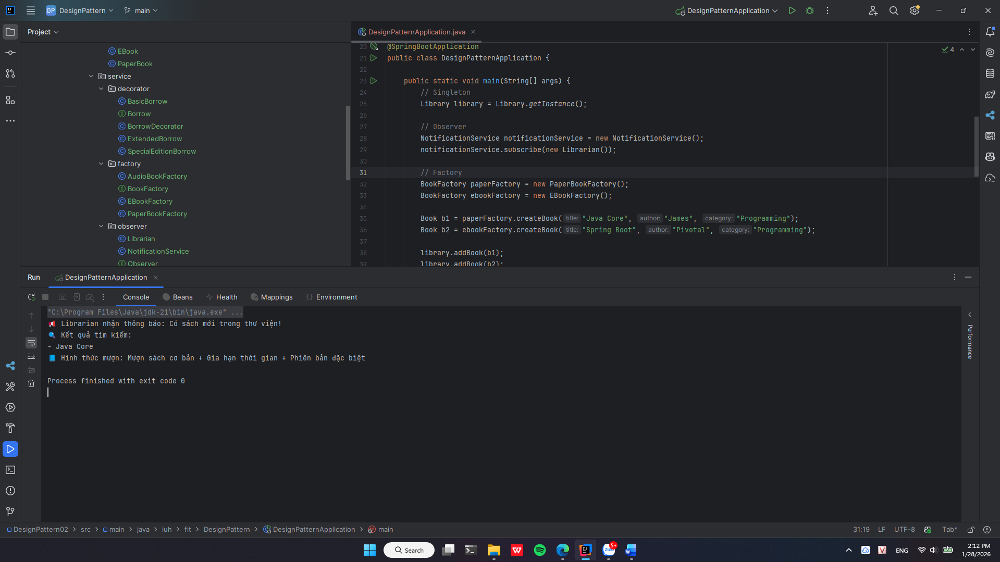 DP DesignPattern main DesignPatternApplication
Project
EBook
PaperBook
service
decorator
BasicBorrow
Borrow
BorrowDecorator
ExtendedBorrow
SpecialEditionBorrow
factory
AudioBookFactory
BookFactory
EBookFactory
PaperBookFactory
observer
Librarian
NotificationService
Observer
DesignPatternApplication.java
4
20 @SpringBootApplication
21 public class DesignPatternApplication {
22
23 public static void main(String[] args) {
24 // Singleton
25 Library library = Library.getInstance();
26
27 // Observer
28 NotificationService notificationService = new NotificationService();
29 notificationService.subscribe(new Librarian());
30
31 // Factory
32 BookFactory paperFactory = new PaperBookFactory();
33 BookFactory ebookFactory = new EBookFactory();
34
35 Book b1 = paperFactory.createBook( title: "Java Core", author: "James", category: "Programming");
36 Book b2 = ebookFactory.createBook( title: "Spring Boot", author: "Pivotal", category: "Programming");
37
38 library.addBook(b1);
39 library.addBook(b2);
Run DesignPatternApplication
Console Beans Health Mappings Environment
"C:\Program Files\Java\jdk-21\bin\java.exe" ...
📢 Librarian nhận thông báo: Có sách mới trong thư viện!
🔍 Kết quả tìm kiếm:
- Java Core
📘 Hình thức mượn: Mượn sách cơ bản + Gia hạn thời gian + Phiên bản đặc biệt
Process finished with exit code 0
Performance
DesignPattern02 > src > main > java > iuh > fit > DesignPattern > DesignPatternApplication > main
31:19 LF UTF-8 Tab*
Search
Zalo 5+
ENG
2:12 PM
1/28/2026